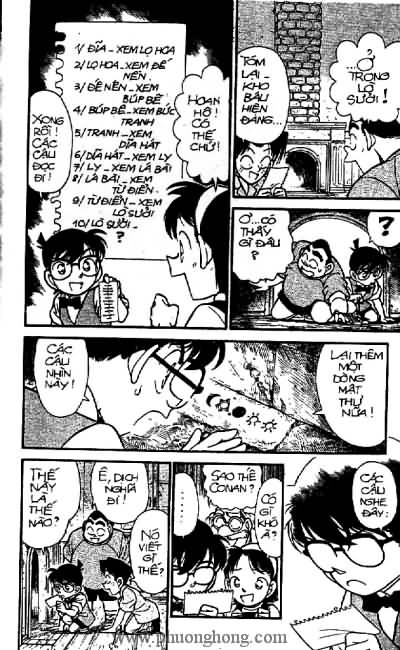 XONG
RỒI!
CÁC
CẬU
ĐỌC
ĐI!
1/ ĐĨA - XEM LỌ HOA
2/ LỌ HOA - XEM ĐẾ
NẾN
3/ ĐẾ NẾN - XEM
BÚP BÊ
4/ BÚP BÊ - XEM BỨC
TRANH
5/ TRANH - XEM
DĨA HÁT
6/ DĨA HÁT - XEM LY
7/ LY - XEM LÁ BÀI
8/ LÁ BÀI - XEM
TỪ ĐIỂN
9/ TỪ ĐIỂN - XEM
LÒ SƯỞI
10/ LÒ SƯỞI -
?
HOAN
HÔ!
CÓ
THẾ
CHỨ!
TÓM
LẠI -
KHO
BÁU
HIỆN
ĐANG...
Ở
...Ở
TRONG
LÒ
SƯỞI!
Ơ... CÓ
THẤY
GÌ ĐÂU
?
?
CÁC
CẬU
NHÌN
NÀY!
LẠI THÊM
MỘT
DÒNG
MẬT
THƯ
NỮA!
THẾ
NÀY
LÀ
THẾ
NÀO?
Ê, DỊCH
NGHĨA
ĐI!
NÓ
VIẾT
GÌ
THẾ?
......
SAO THẾ
CONAN?
CÓ
GÌ
KHÓ
À?
CÁC
CẬU
NGHE
ĐÂY:
www.phuonghong.com